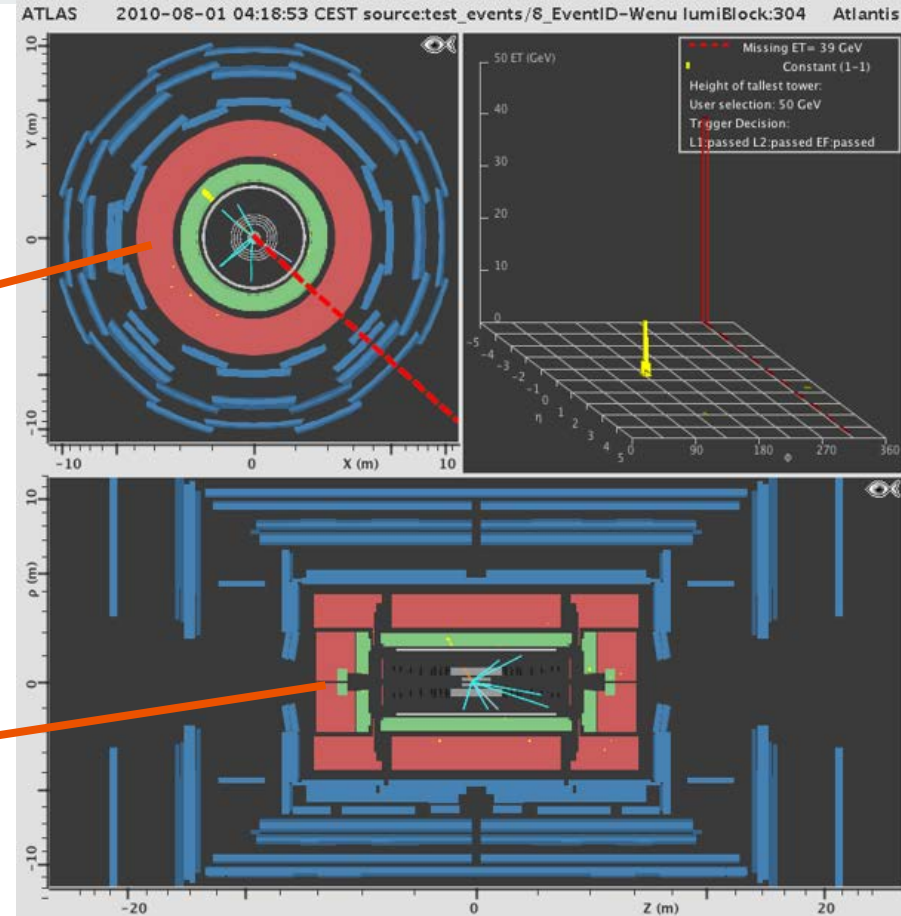 ATLAS 2010-08-01 04:18:53 CEST source:test_events/8_EventID-Wenu lumiBlock:304 Atlantis
10
Y (m)
0
-10
-10 0 X (m) 10
50 ET (GeV)
40
30
20
10
0
Missing ET= 39 GeV
Constant (1-1)
Height of tallest tower:
User selection: 50 GeV
Trigger Decision:
L1:passed L2:passed EF:passed
-5
-4
-3
-2
-1
0
η
1
2
3
4
5
0 90 180 270 Φ 360
10
ρ (m)
0
-10
-20 0 Z (m) 20